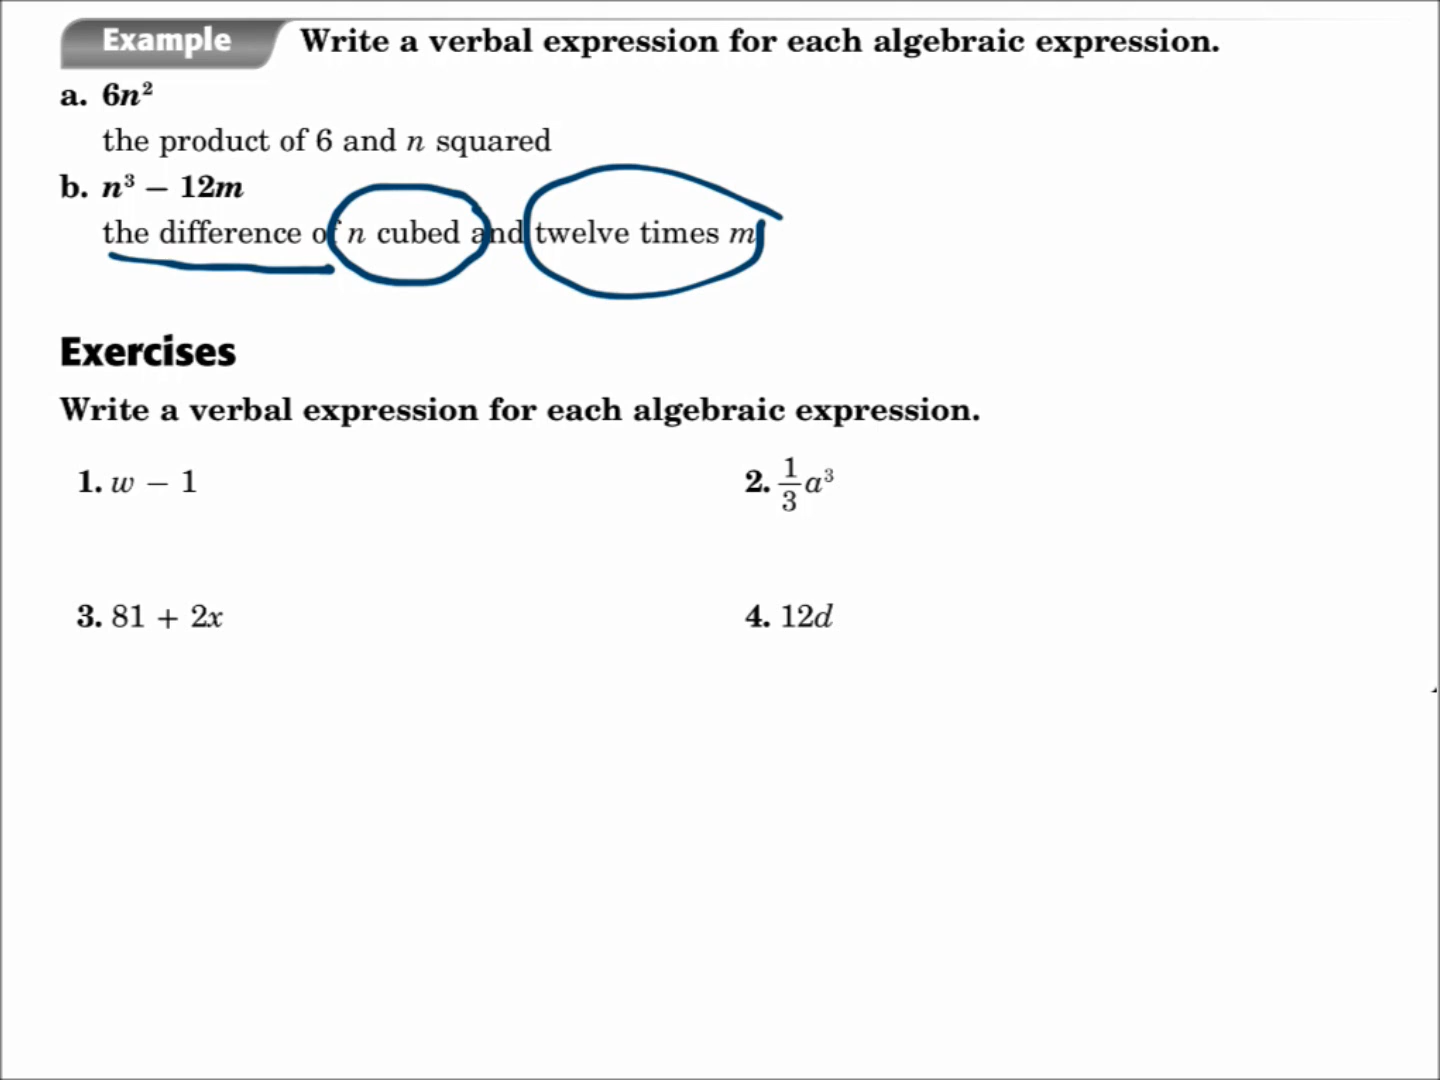 Example Write a verbal expression for each algebraic expression.
a. 6n²
the product of 6 and n squared
b. n³ – 12m
the difference of n cubed and twelve times m
Exercises
Write a verbal expression for each algebraic expression.
1. w – 1
2. 1/3 a³
3. 81 + 2x
4. 12d